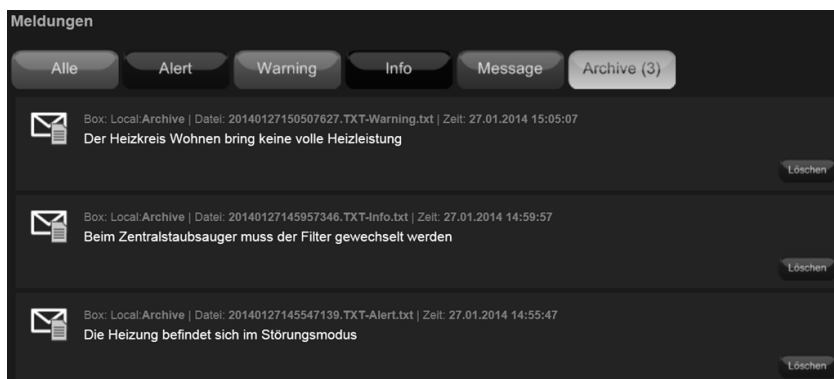 Meldungen
Alle Alert Warning Info Message Archive (3)
Box: Local:Archive | Datei: 20140127150507627.TXT-Warning.txt | Zeit: 27.01.2014 15:05:07
Der Heizkreis Wohnen bring keine volle Heizleistung
Löschen
Box: Local:Archive | Datei: 20140127145957346.TXT-Info.txt | Zeit: 27.01.2014 14:59:57
Beim Zentralstaubsauger muss der Filter gewechselt werden
Löschen
Box: Local:Archive | Datei: 20140127145547139.TXT-Alert.txt | Zeit: 27.01.2014 14:55:47
Die Heizung befindet sich im Störungsmodus
Löschen